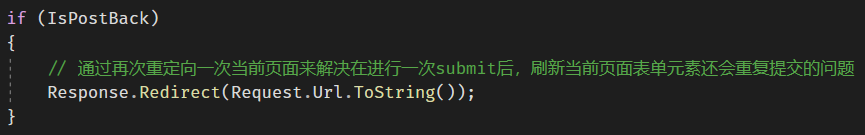 if (IsPostBack)
{
// 通过再次重定向一次当前页面来解决在进行一次submit后，刷新当前页面表单元素还会重复提交的问题
Response.Redirect(Request.Url.ToString());
}